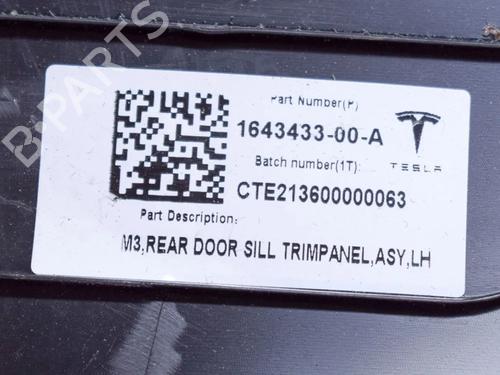 B-PARTS
Part Number(P)
1643433-00-A
TESLA
Batch number(1T):
CTE213600000063
Part Description:
M3,REAR DOOR SILL TRIMPANEL,ASY,LH